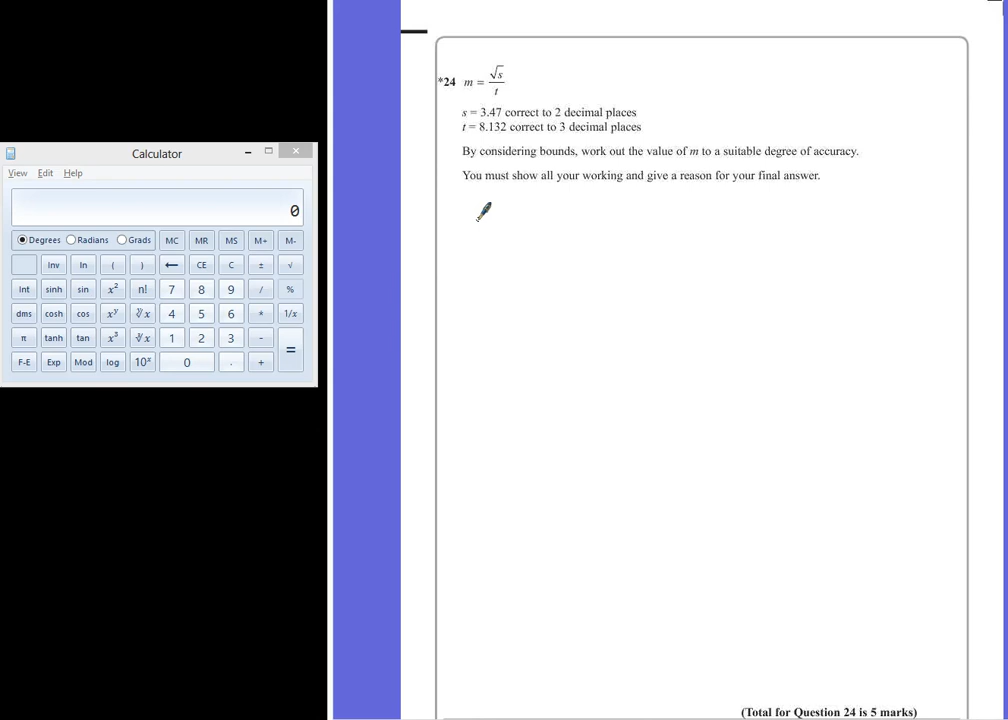 Calculator
View Edit Help
0
Degrees Radians Grads MC MR MS M+ M-
Inv ln ( ) ← CE C ± √
Int sinh sin x² n! 7 8 9 / %
dms cosh cos xʸ ʸ√x 4 5 6 * 1/x
π tanh tan x³ ³√x 1 2 3 - =
F-E Exp Mod log 10ˣ 0 . +
*24 m = √s / t
s = 3.47 correct to 2 decimal places
t = 8.132 correct to 3 decimal places
By considering bounds, work out the value of m to a suitable degree of accuracy.
You must show all your working and give a reason for your final answer.
(Total for Question 24 is 5 marks)